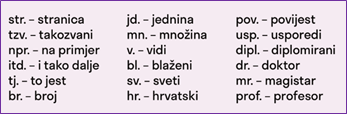 str. – stranica
tzv. – takozvani
npr. – na primjer
itd. – i tako dalje
tj. – to jest
br. – broj
jd. – jednina
mn. – množina
v. – vidi
bl. – blaženi
sv. – sveti
hr. – hrvatski
pov. – povijest
usp. – usporedi
dipl. – diplomirani
dr. – doktor
mr. – magistar
prof. – profesor